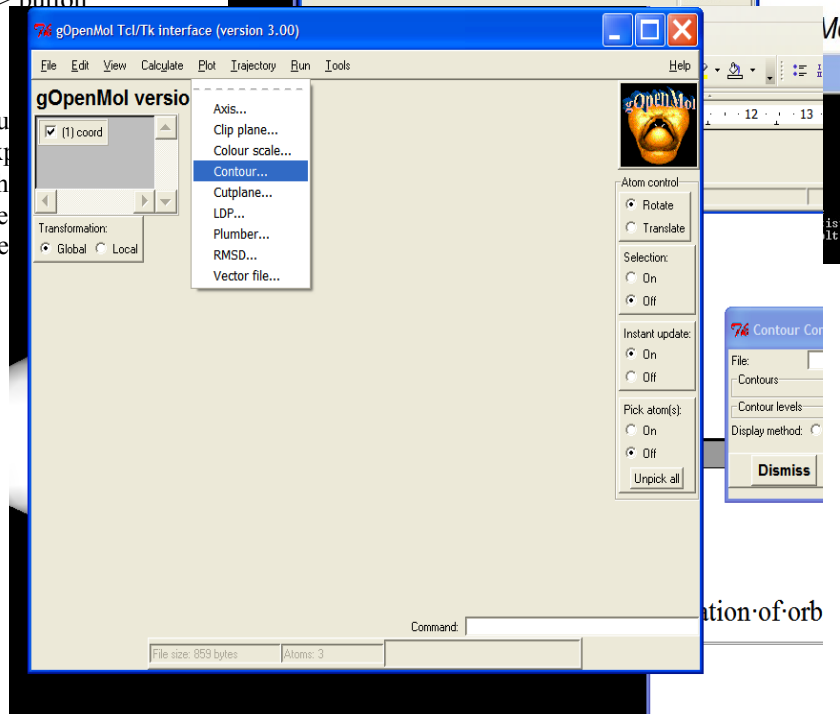 button
gOpenMol Tcl/Tk interface (version 3.00)
File Edit View Calculate Plot Trajectory Run Tools Help
gOpenMol versio
gOpenMol
(1) coord
Axis...
Clip plane...
Colour scale...
Contour...
Cutplane...
LDP...
Plumber...
RMSD...
Vector file...
Transformation:
Global Local
Atom control
Rotate
Translate
Selection:
On
Off
Instant update:
On
Off
Pick atom(s):
On
Off
Unpick all
12 13
Contour Con
File:
Contours
Contour levels
Display method:
Dismiss
ation·of·orb
Command:
File size: 859 bytes Atoms: 3